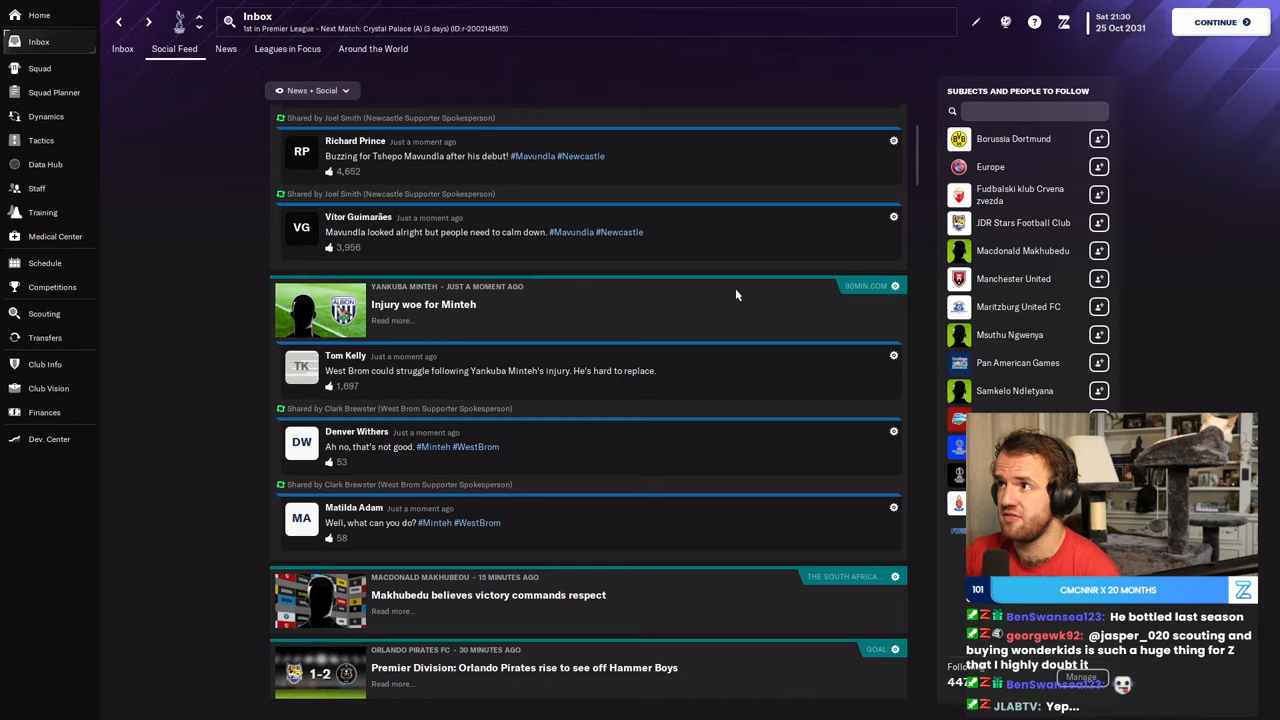 Home
Inbox
Squad
Squad Planner
Dynamics
Tactics
Data Hub
Staff
Training
Medical Center
Schedule
Competitions
Scouting
Transfers
Club Info
Club Vision
Finances
Dev. Center
Inbox
1st in Premier League - Next Match: Crystal Palace (A) (3 days) (ID:r-2002148515)
Sat 21:30
25 Oct 2031
CONTINUE
Inbox
Social Feed
News
Leagues in Focus
Around the World
News + Social
Shared by Joel Smith (Newcastle Supporter Spokesperson)
RP
Richard Prince Just a moment ago
Buzzing for Tshepo Mavundla after his debut! #Mavundla #Newcastle
4,652
Shared by Joel Smith (Newcastle Supporter Spokesperson)
VG
Vítor Guimarães Just a moment ago
Mavundla looked alright but people need to calm down. #Mavundla #Newcastle
3,956
YANKUBA MINTEH - JUST A MOMENT AGO
90MIN.COM
ALBION
Injury woe for Minteh
Read more...
TK
Tom Kelly Just a moment ago
West Brom could struggle following Yankuba Minteh's injury. He's hard to replace.
1,697
Shared by Clark Brewster (West Brom Supporter Spokesperson)
DW
Denver Withers Just a moment ago
Ah no, that's not good. #Minteh #WestBrom
53
Shared by Clark Brewster (West Brom Supporter Spokesperson)
MA
Matilda Adam Just a moment ago
Well, what can you do? #Minteh #WestBrom
58
MACDONALD MAKHUBEDU - 15 MINUTES AGO
THE SOUTH AFRICA...
Makhubedu believes victory commands respect
Read more...
ORLANDO PIRATES FC - 30 MINUTES AGO
GOAL
1-2
Premier Division: Orlando Pirates rise to see off Hammer Boys
Read more...
SUBJECTS AND PEOPLE TO FOLLOW
Borussia Dortmund
Europe
Fudbalski klub Crvena
zvezda
JDR Stars Football Club
Macdonald Makhubedu
Manchester United
Maritzburg United FC
Msuthu Ngwenya
Pan American Games
Samkelo Ndletyana
Manage
101
CMCNNR X 20 MONTHS
BenSwansea123: He bottled last season
georgewk92: @jasper_020 scouting and
buying wonderkids is such a huge thing for Z
that I highly doubt it
BenSwansea123:
JLABTV: Yep...